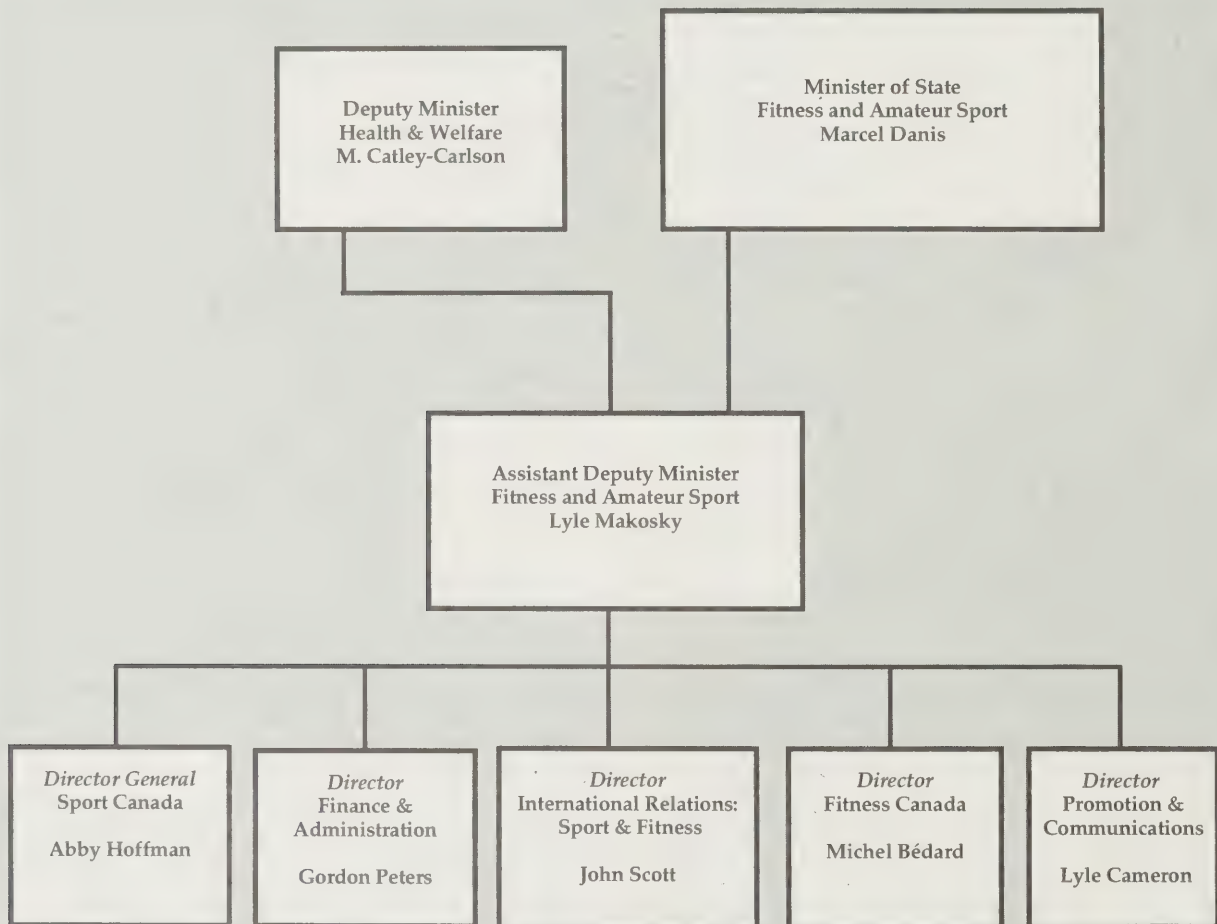 Deputy Minister
Health & Welfare
M. Catley-Carlson
Minister of State
Fitness and Amateur Sport
Marcel Danis
Assistant Deputy Minister
Fitness and Amateur Sport
Lyle Makosky
Director General
Sport Canada
Abby Hoffman
Director
Finance &
Administration
Gordon Peters
Director
International Relations:
Sport & Fitness
John Scott
Director
Fitness Canada
Michel Bédard
Director
Promotion &
Communications
Lyle Cameron